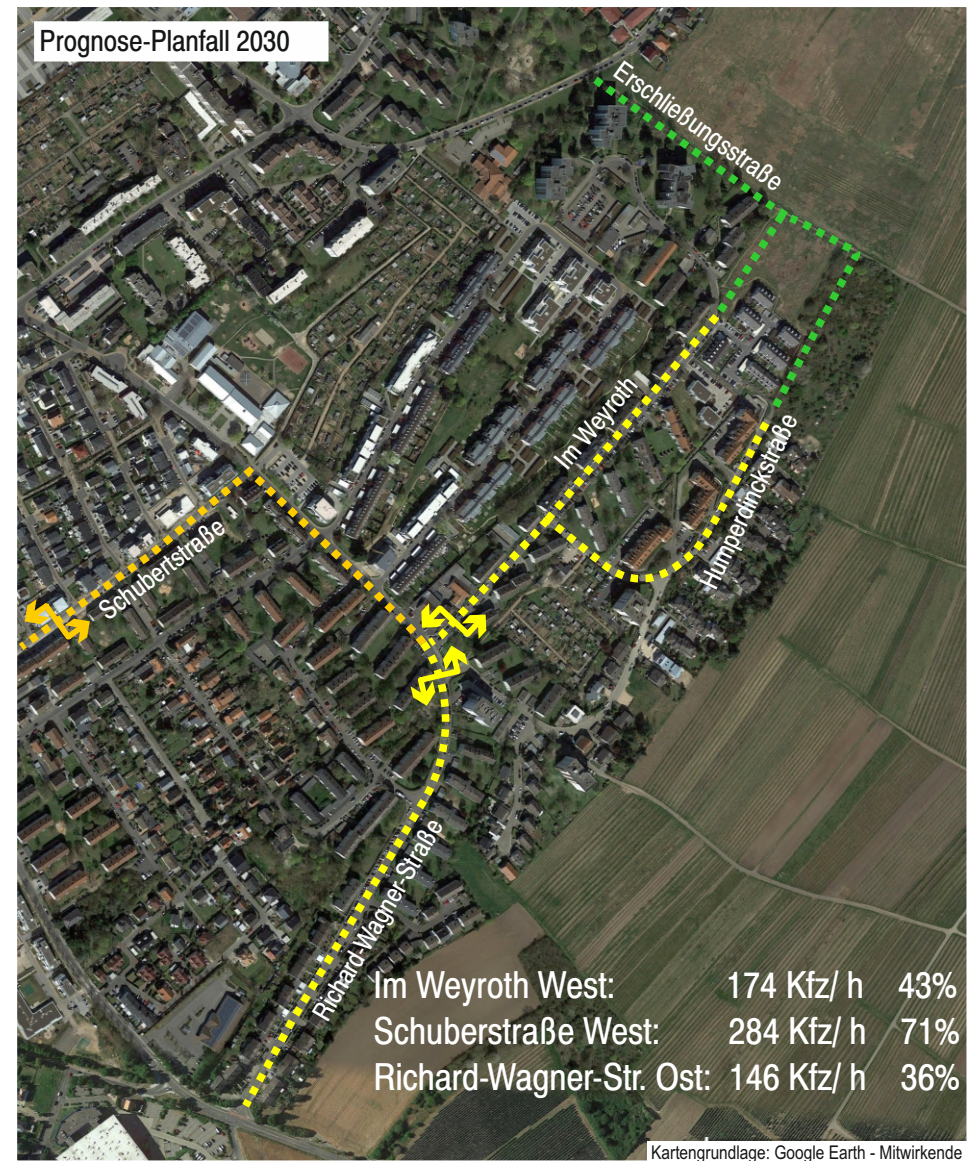 Prognose-Planfall 2030
Erschließungsstraße
Im Weyroth
Humperdinckstraße
Schubertstraße
Richard-Wagner-Straße
Im Weyroth West: 174 Kfz/ h 43%
Schuberstraße West: 284 Kfz/ h 71%
Richard-Wagner-Str. Ost: 146 Kfz/ h 36%
Kartengrundlage: Google Earth - Mitwirkende